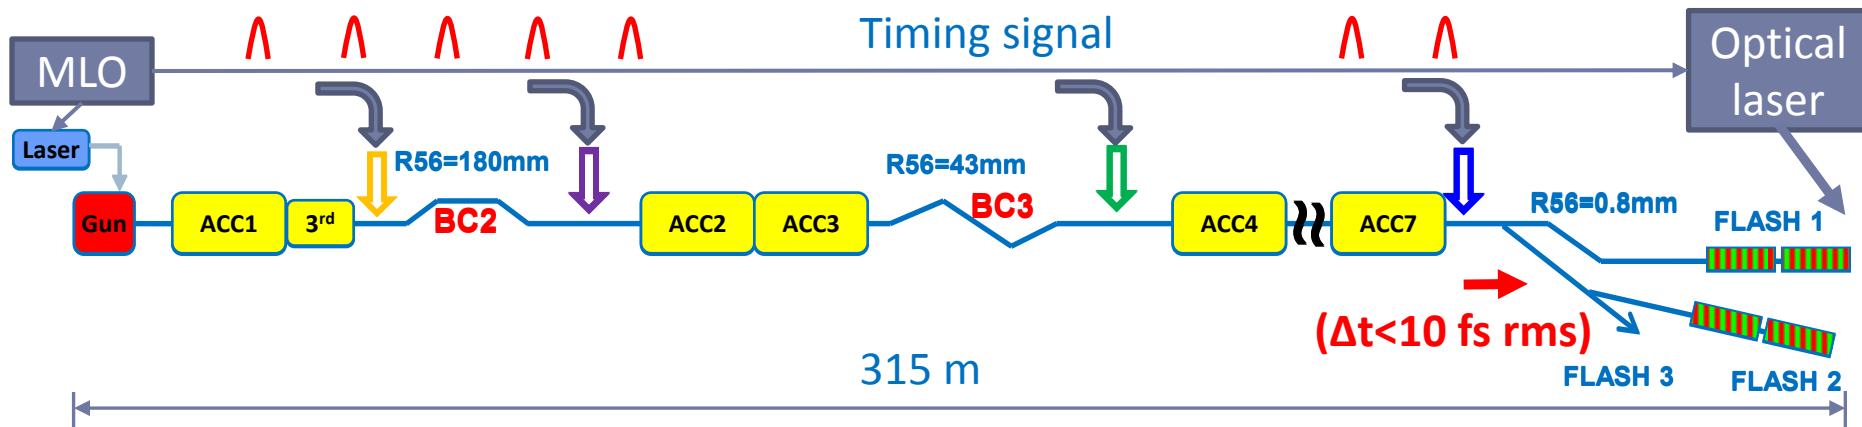 Timing signal
MLO
Optical
laser
Laser
R56=180mm
R56=43mm
R56=0.8mm
Gun
ACC1
3rd
BC2
ACC2
ACC3
BC3
ACC4
ACC7
FLASH 1
(Δt<10 fs rms)
315 m
FLASH 3
FLASH 2